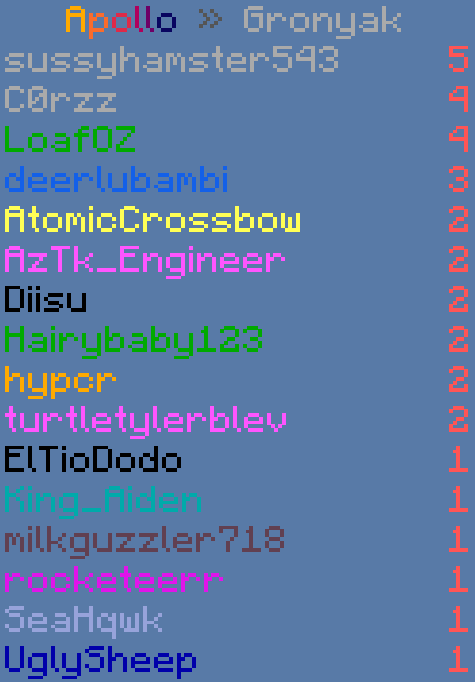 Apollo » Gronyak
sussyhamster543 5
C0rzz 4
LoafOZ 4
deerlubambi 3
AtomicCrossbow 2
AzTk_Engineer 2
Diisu 2
Hairybaby123 2
hypcr 2
turtletylerblev 2
ElTioDodo 1
King_Aiden 1
milkguzzler718 1
rocketeerr 1
SeaHqwk 1
UglySheep 1